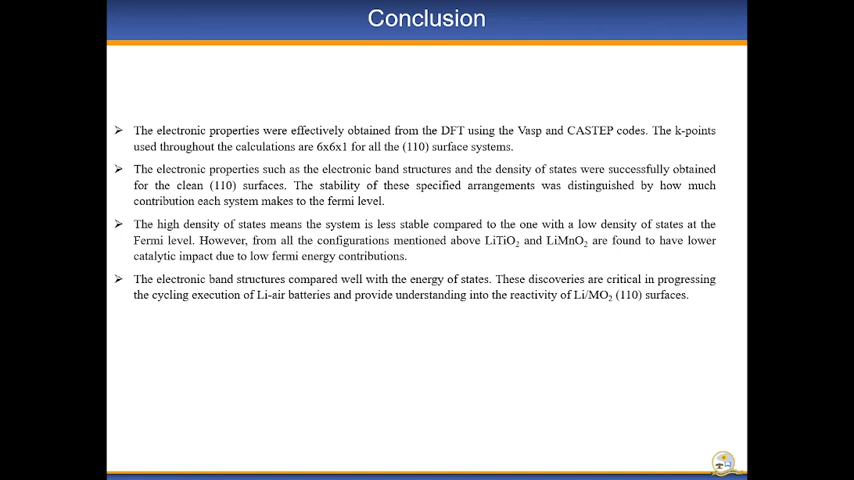 Conclusion
➢ The electronic properties were effectively obtained from the DFT using the Vasp and CASTEP codes. The k-points
used throughout the calculations are 6x6x1 for all the (110) surface systems.
➢ The electronic properties such as the electronic band structures and the density of states were successfully obtained
for the clean (110) surfaces. The stability of these specified arrangements was distinguished by how much
contribution each system makes to the fermi level.
➢ The high density of states means the system is less stable compared to the one with a low density of states at the
Fermi level. However, from all the configurations mentioned above LiTiO₂ and LiMnO₂ are found to have lower
catalytic impact due to low fermi energy contributions.
➢ The electronic band structures compared well with the energy of states. These discoveries are critical in progressing
the cycling execution of Li-air batteries and provide understanding into the reactivity of Li/MO₂ (110) surfaces.